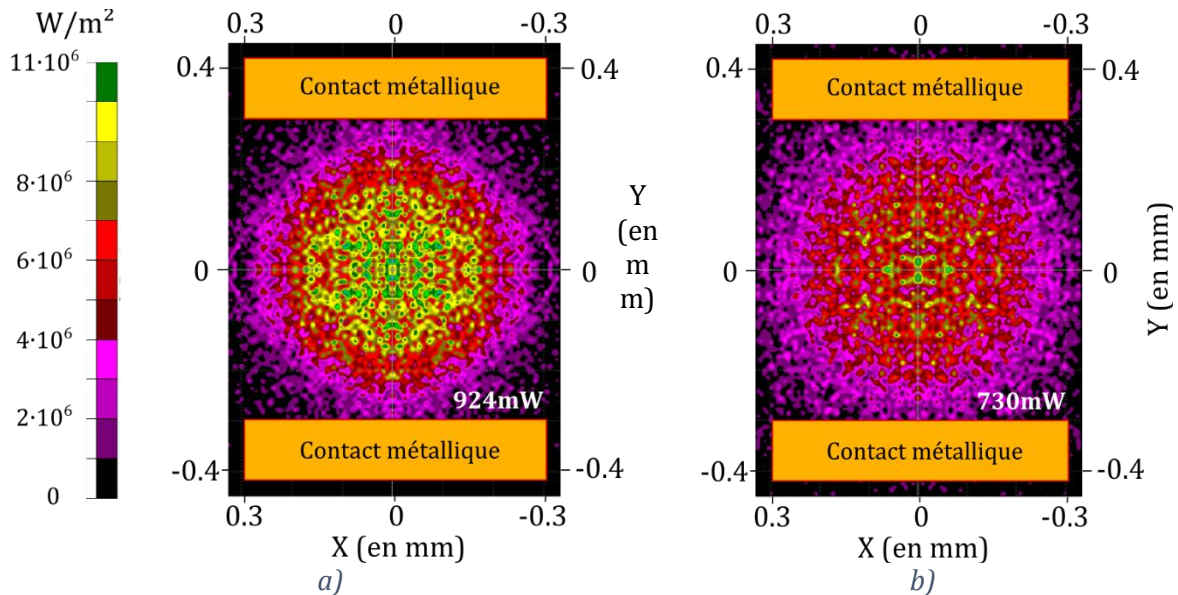 W/m²
11·10⁶
8·10⁶
6·10⁶
4·10⁶
2·10⁶
0
0.3 0 -0.3
0.4 0.4
Contact métallique
0 0
924mW
Contact métallique
-0.4 -0.4
0.3 0 -0.3
X (en mm)
a)
Y
(en
m
m)
0.3 0 -0.3
0.4 0.4
Contact métallique
0 0
730mW
Contact métallique
-0.4 -0.4
0.3 0 -0.3
X (en mm)
b)
Y (en mm)